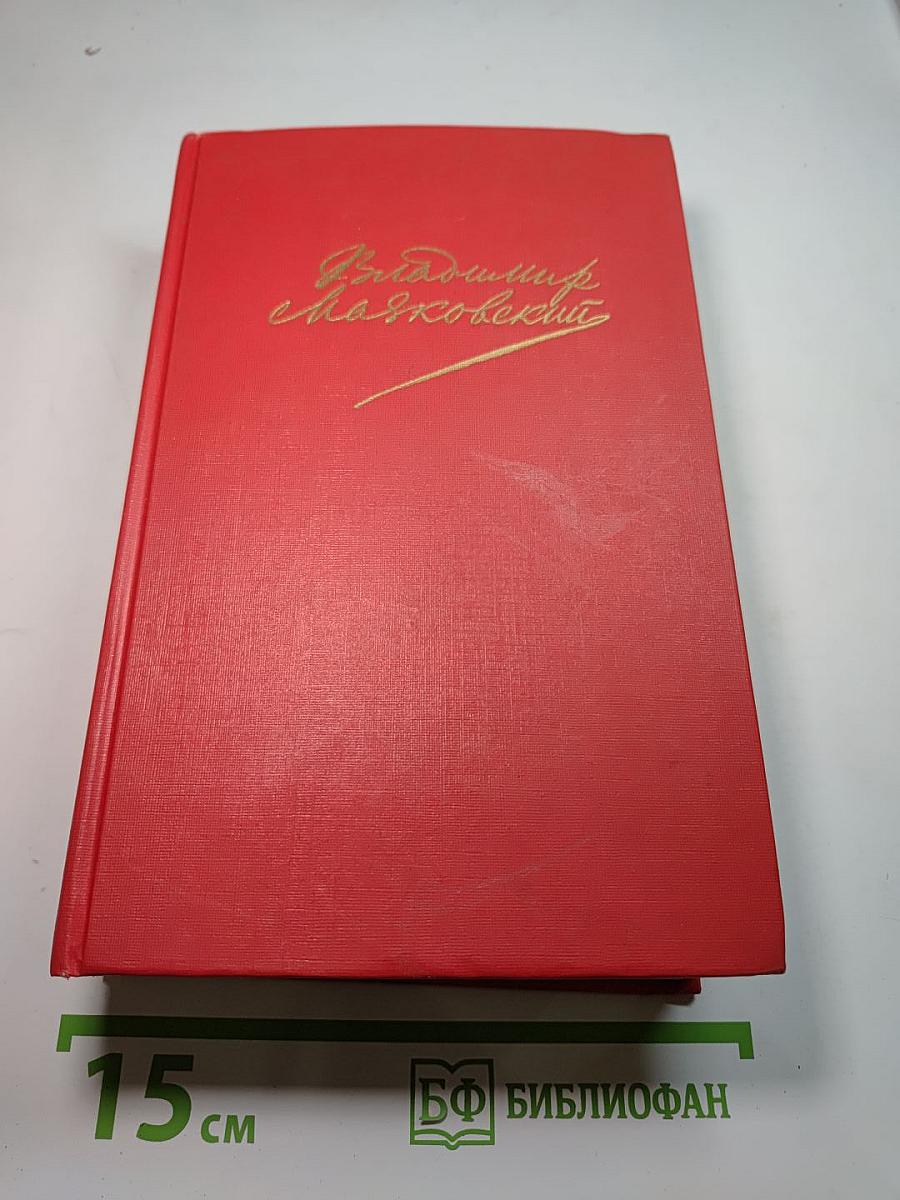 Владимир
Маяковский
15 см
БФ БИБЛИОФАН